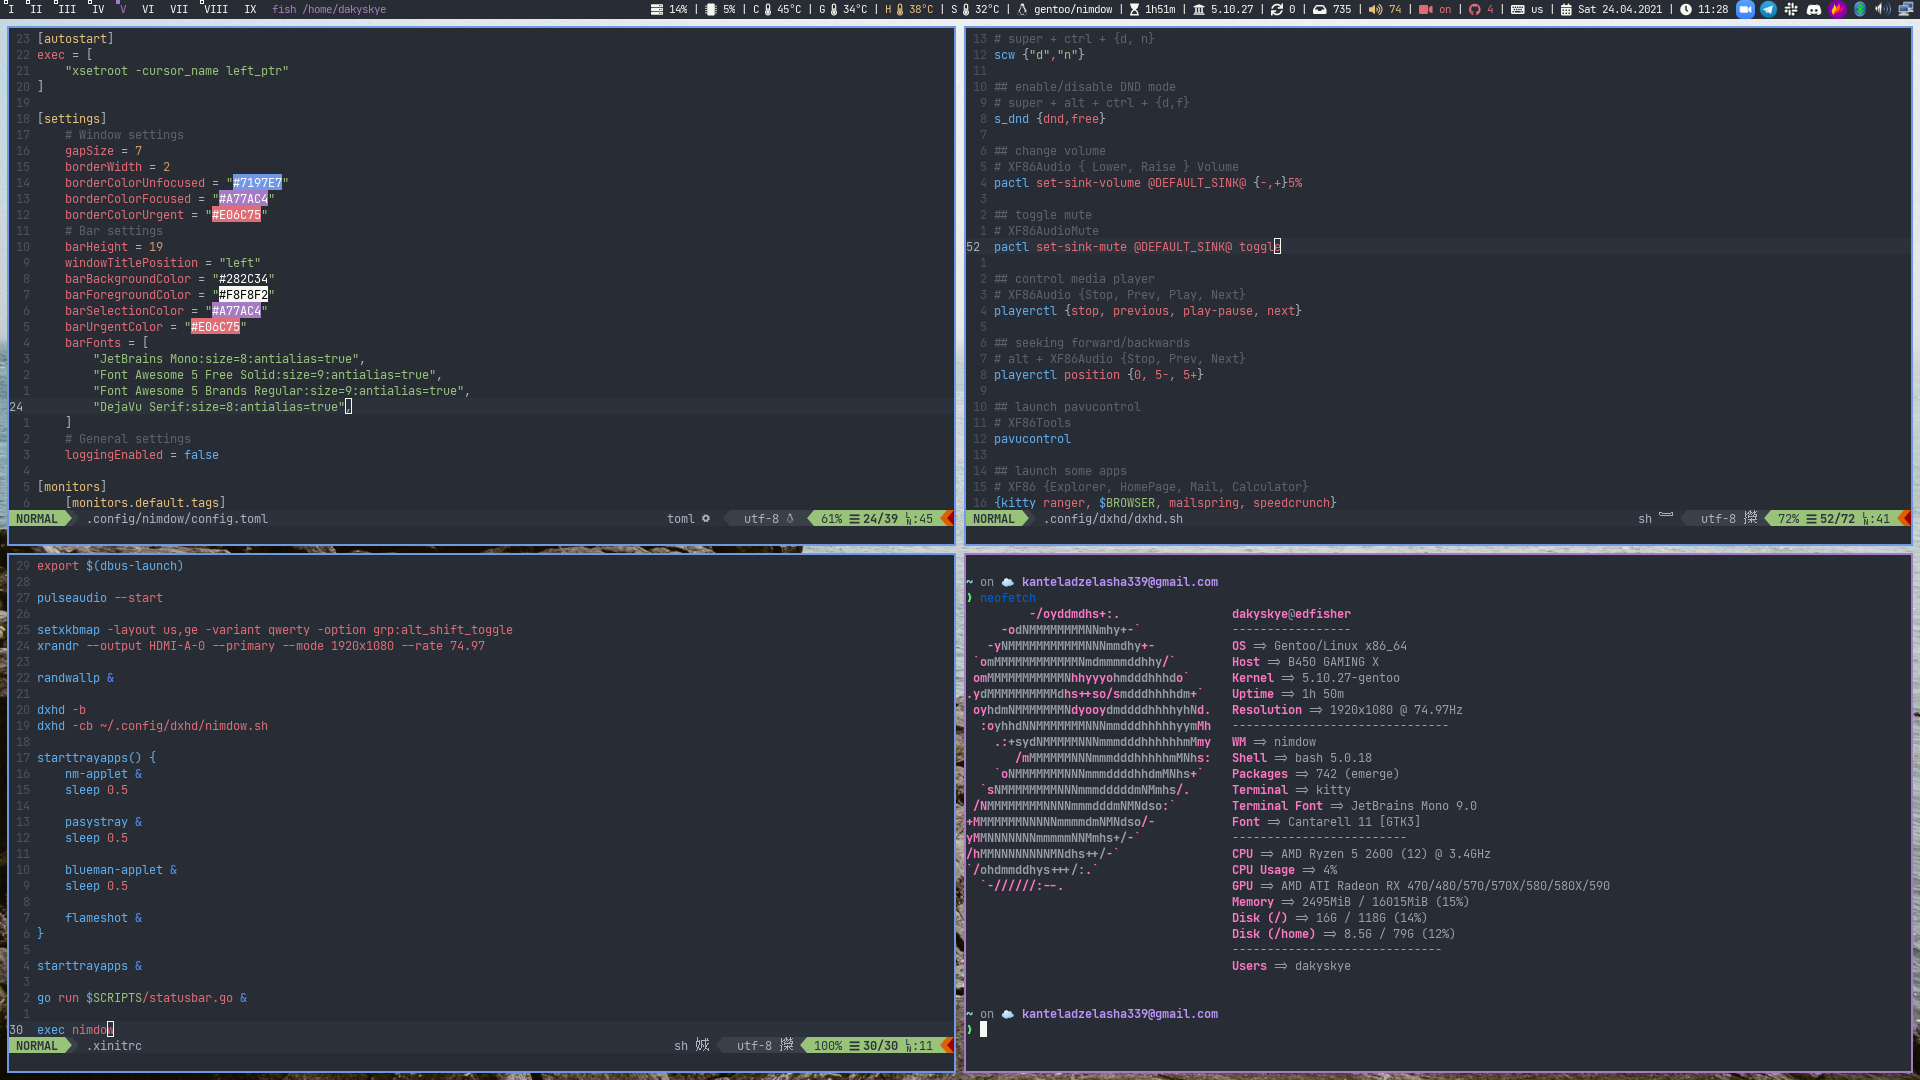 I II III IV V VI VII VIII IX fish /home/dakyskye 14% | 5% | C 45°C | G 34°C | H 38°C | S 32°C | gentoo/nimdow | 1h51m | 5.10.27 | 0 | 735 | 74 | on | 4 | us | Sat 24.04.2021 | 11:28
23 [autostart]
22 exec = [
21 "xsetroot -cursor_name left_ptr"
20 ]
19
18 [settings]
17 # Window settings
16 gapSize = 7
15 borderWidth = 2
14 borderColorUnfocused = "#7197E7"
13 borderColorFocused = "#A77AC4"
12 borderColorUrgent = "#E06C75"
11 # Bar settings
10 barHeight = 19
9 windowTitlePosition = "left"
8 barBackgroundColor = "#282C34"
7 barForegroundColor = "#F8F8F2"
6 barSelectionColor = "#A77AC4"
5 barUrgentColor = "#E06C75"
4 barFonts = [
3 "JetBrains Mono:size=8:antialias=true",
2 "Font Awesome 5 Free Solid:size=9:antialias=true",
1 "Font Awesome 5 Brands Regular:size=9:antialias=true",
24 "DejaVu Serif:size=8:antialias=true",
1 ]
2 # General settings
3 loggingEnabled = false
4
5 [monitors]
6 [monitors.default.tags]
NORMAL .config/nimdow/config.toml toml utf-8 61% 24/39 :45
13 # super + ctrl + {d, n}
12 scw {"d","n"}
11
10 ## enable/disable DND mode
9 # super + alt + ctrl + {d,f}
8 s_dnd {dnd,free}
7
6 ## change volume
5 # XF86Audio { Lower, Raise } Volume
4 pactl set-sink-volume @DEFAULT_SINK@ {-,+}5%
3
2 ## toggle mute
1 # XF86AudioMute
52 pactl set-sink-mute @DEFAULT_SINK@ toggle
1
2 ## control media player
3 # XF86Audio {Stop, Prev, Play, Next}
4 playerctl {stop, previous, play-pause, next}
5
6 ## seeking forward/backwards
7 # alt + XF86Audio {Stop, Prev, Next}
8 playerctl position {0, 5-, 5+}
9
10 ## launch pavucontrol
11 # XF86Tools
12 pavucontrol
13
14 ## launch some apps
15 # XF86 {Explorer, HomePage, Mail, Calculator}
16 {kitty ranger, $BROWSER, mailspring, speedcrunch}
NORMAL .config/dxhd/dxhd.sh sh utf-8 72% 52/72 :41
29 export $(dbus-launch)
28
27 pulseaudio --start
26
25 setxkbmap -layout us,ge -variant qwerty -option grp:alt_shift_toggle
24 xrandr --output HDMI-A-0 --primary --mode 1920x1080 --rate 74.97
23
22 randwallp &
21
20 dxhd -b
19 dxhd -cb ~/.config/dxhd/nimdow.sh
18
17 starttrayapps() {
16 nm-applet &
15 sleep 0.5
14
13 pasystray &
12 sleep 0.5
11
10 blueman-applet &
9 sleep 0.5
8
7 flameshot &
6 }
5
4 starttrayapps &
3
2 go run $SCRIPTS/statusbar.go &
1
30 exec nimdow
NORMAL .xinitrc sh utf-8 100% 30/30 :11
~ on kanteladzelasha339@gmail.com
❯ neofetch
-/oyddmdhs+:. dakyskye@edfisher
-odNMMMMMMMMNNmhy+-` -----------------
-yNMMMMMMMMMMMNNNmmdhy+- OS => Gentoo/Linux x86_64
`omMMMMMMMMMMMMNmdmmmmddhhy/` Host => B450 GAMING X
omMMMMMMMMMMMNhhyyyohmdddhhhdo` Kernel => 5.10.27-gentoo
.ydMMMMMMMMMMdhs++so/smdddhhhhdm+` Uptime => 1h 50m
oyhdmNMMMMMMMNdyooydmddddhhhhyhNd. Resolution => 1920x1080 @ 74.97Hz
:oyhhdNNMMMMMMMNNNmmdddhhhhhyymMh -------------------------------
.:+sydNMMMMMNNNmmmdddhhhhhhmMmy WM => nimdow
/mMMMMMMNNNmmmdddhhhhhmMNhs: Shell => bash 5.0.18
`oNMMMMMMMNNNmmmddddhhdmMNhs+` Packages => 742 (emerge)
`sNMMMMMMMMNNNmmmdddddmNMmhs/. Terminal => kitty
/NMMMMMMMMNNNNmmmdddmNMNdso:` Terminal Font => JetBrains Mono 9.0
+MMMMMMMNNNNNmmmmdmNMNdso/- Font => Cantarell 11 [GTK3]
yMMNNNNNNNmmmmmNNMmhs+/-` -------------------------
/hMMNNNNNNNNMNdhs++/-` CPU => AMD Ryzen 5 2600 (12) @ 3.4GHz
`/ohdmmddhys+++/:.` CPU Usage => 4%
`-//////:--. GPU => AMD ATI Radeon RX 470/480/570/570X/580/580X/590
Memory => 2495MiB / 16015MiB (15%)
Disk (/) => 16G / 118G (14%)
Disk (/home) => 8.5G / 79G (12%)
------------------------------
Users => dakyskye
~ on kanteladzelasha339@gmail.com
❯